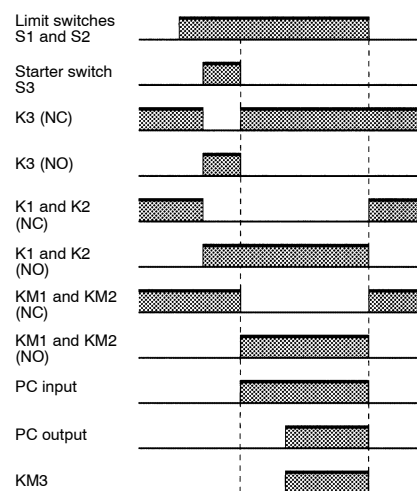 Limit switches
S1 and S2
Starter switch
S3
K3 (NC)
K3 (NO)
K1 and K2
(NC)
K1 and K2
(NO)
KM1 and KM2
(NC)
KM1 and KM2
(NO)
PC input
PC output
KM3